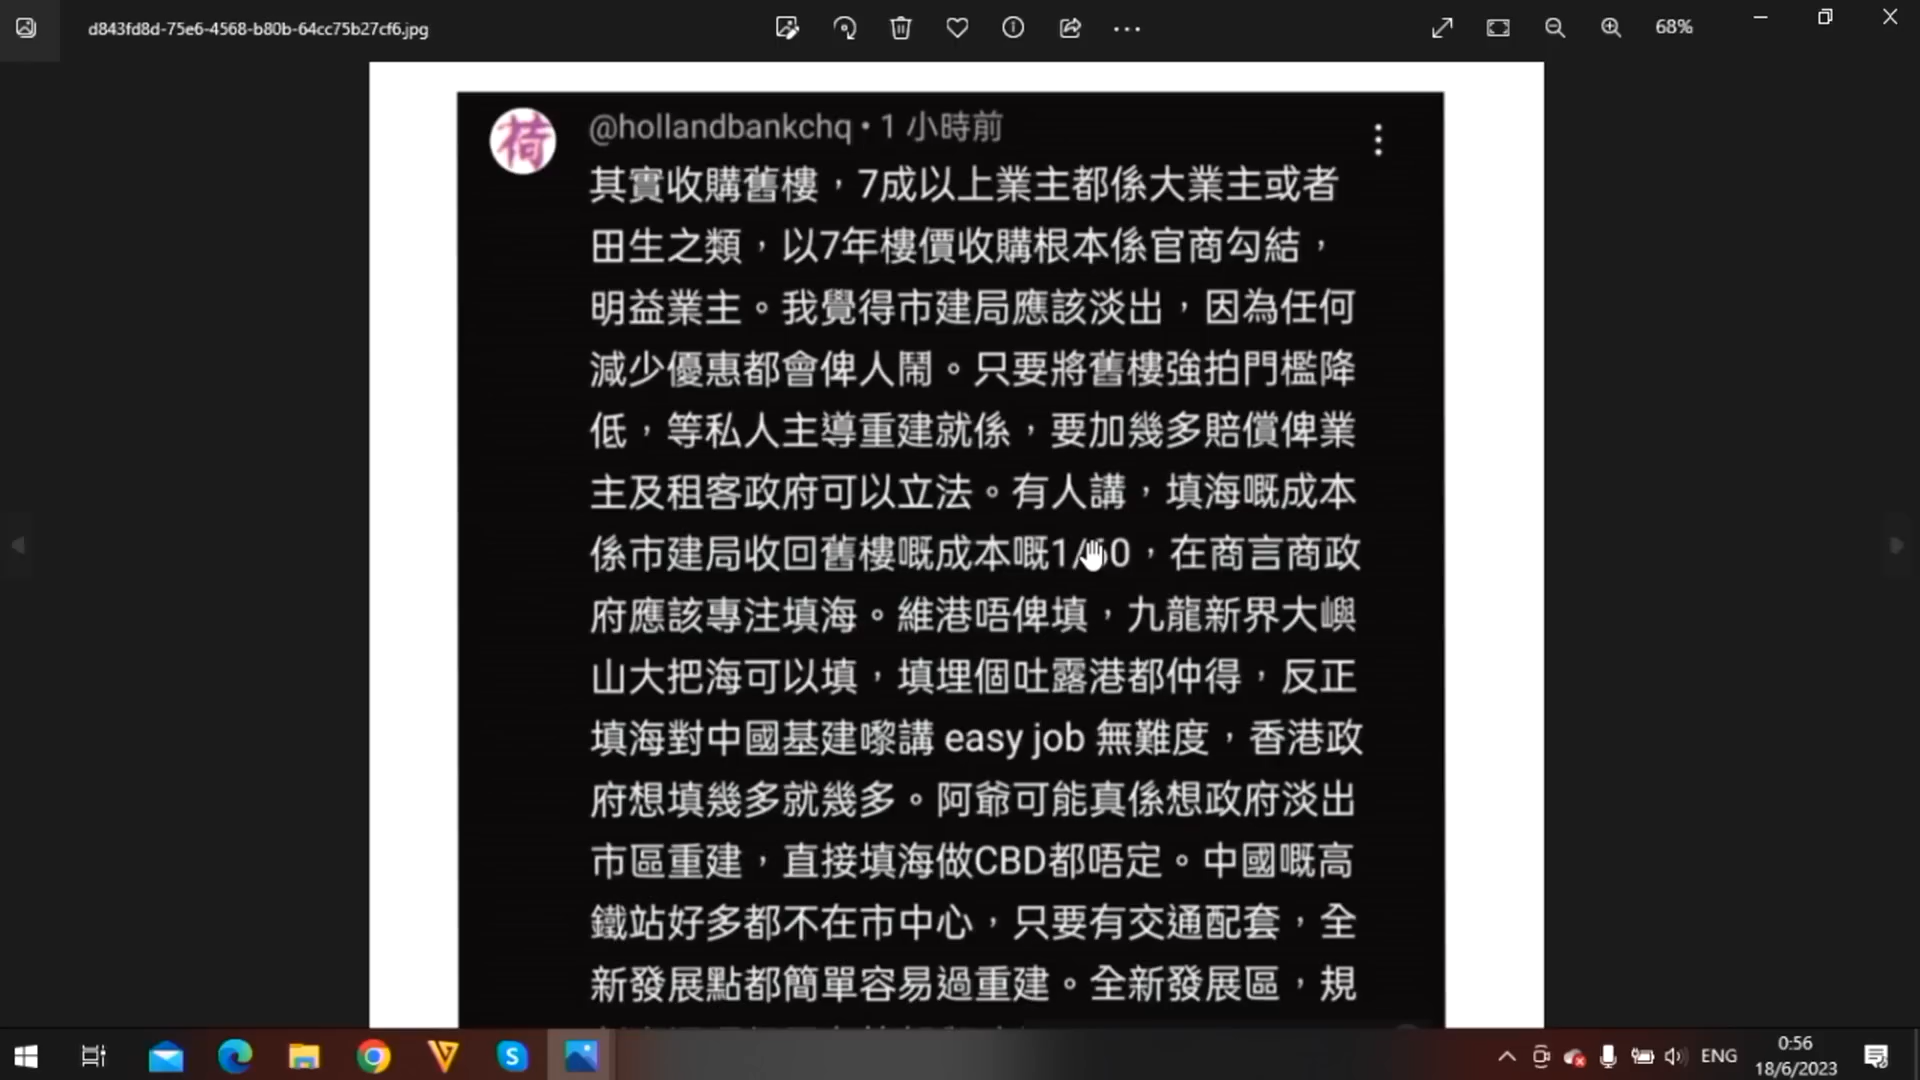 d843fd8d-75e6-4568-b80b-64cc75b27cf6.jpg
68%
荷
@hollandbankchq • 1 小時前
其實收購舊樓，7成以上業主都係大業主或者
田生之類，以7年樓價收購根本係官商勾結，
明益業主。我覺得市建局應該淡出，因為任何
減少優惠都會俾人鬧。只要將舊樓強拍門檻降
低，等私人主導重建就係，要加幾多賠償俾業
主及租客政府可以立法。有人講，填海嘅成本
係市建局收回舊樓嘅成本嘅，在商言商政
府應該專注填海。維港唔俾填，九龍新界大嶼
山大把海可以填，填埋個吐露港都仲得，反正
填海對中國基建嚟講 easy job 無難度，香港政
府想填幾多就幾多。阿爺可能真係想政府淡出
市區重建，直接填海做CBD都唔定。中國嘅高
鐵站好多都不在市中心，只要有交通配套，全
新發展點都簡單容易過重建。全新發展區，規
ENG
0:56
18/6/2023